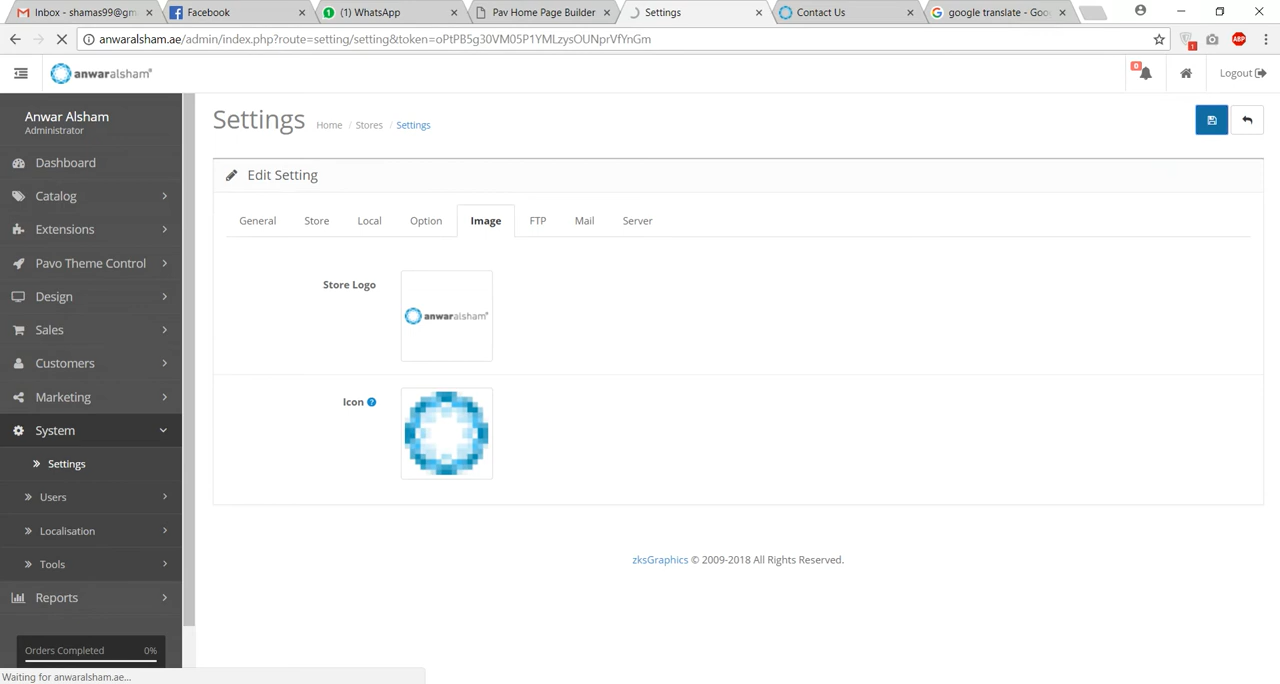 Inbox - shamas99@gm
Facebook
(1) WhatsApp
Pav Home Page Builder
Settings
Contact Us
google translate - Goo
anwaralsham.ae/admin/index.php?route=setting/setting&token=oPtPB5g30VM05P1YMLzysOUNprVfYnGm
1
ABP
anwaralsham
0
Logout
Anwar Alsham
Administrator
Settings
Home / Stores / Settings
Edit Setting
General Store Local Option Image FTP Mail Server
Dashboard
Catalog
Extensions
Pavo Theme Control
Design
Sales
Customers
Marketing
System
Settings
Users
Localisation
Tools
Reports
Orders Completed 0%
Store Logo
anwaralsham
Icon
zksGraphics © 2009-2018 All Rights Reserved.
Waiting for anwaralsham.ae...